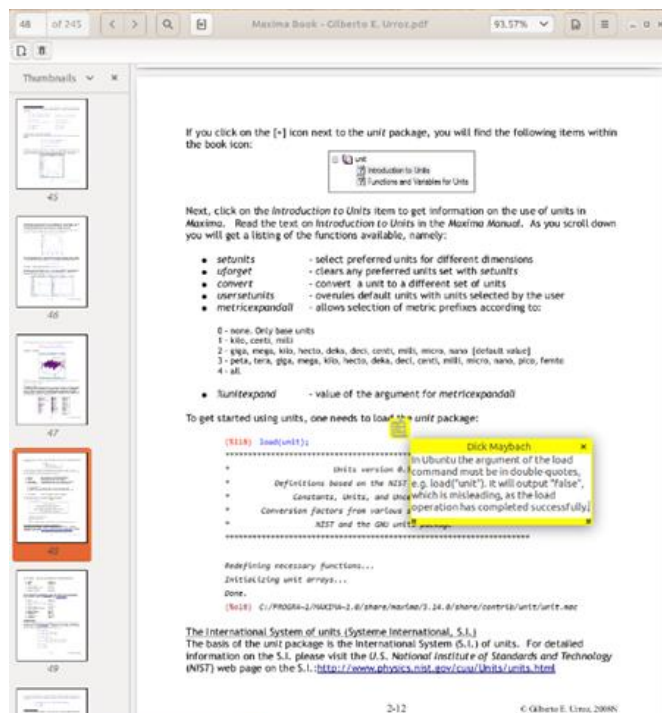 48 of 245 Maxima Book - Gilberto E. Urroz.pdf 93.57%
Thumbnails
45
46
47
48
49
If you click on the [+] icon next to the unit package, you will find the following items within
the book icon:
unit
Introduction to Units
Functions and Variables for Units
Next, click on the Introduction to Units item to get information on the use of units in
Maxima. Read the text on Introduction to Units in the Maxima Manual. As you scroll down
you will get a listing of the functions available, namely:
• setunits - select preferred units for different dimensions
• uforget - clears any preferred units set with setunits
• convert - convert a unit to a different set of units
• usersetunits - overules default units with units selected by the user
• metricexpandall - allows selection of metric prefixes according to:
0 - none. Only base units
1 - kilo, centi, milli
2 - giga, mega, kilo, hecto, deka, deci, centi, milli, micro, nano [default value]
3 - peta, tera, giga, mega, kilo, hecto, deka, deci, centi, milli, micro, nano, pico, femto
4 - all
• %unitexpand - value of the argument for metricexpandall
To get started using units, one needs to load the unit package:
(%i18) load(unit);
*******************************************************************
* Units version 0.
* Definitions based on the NIST
* Constants, Units, and
* Conversion factors from various
* NIST and the GNU units package
*******************************************************************
Dick Maybach
In Ubuntu the argument of the load
command must be in double-quotes,
e.g. load("unit"). It will output "false",
which is misleading, as the load
operation has completed successfully.
Redefining necessary functions...
Initializing unit arrays...
Done.
(%o18) C:/PROGRA~1/MAXIMA~1.0/share/maxima/5.14.0/share/contrib/unit/unit.mac
The International System of units (Systeme International, S.I.)
The basis of the unit package is the International System (S.I.) of units. For detailed
information on the S.I. please visit the U.S. National Institute of Standards and Technology
(NIST) web page on the S.I.:http://www.physics.nist.gov/cuu/Units/units.html
2-12 © Gilberto E. Urroz, 2008N